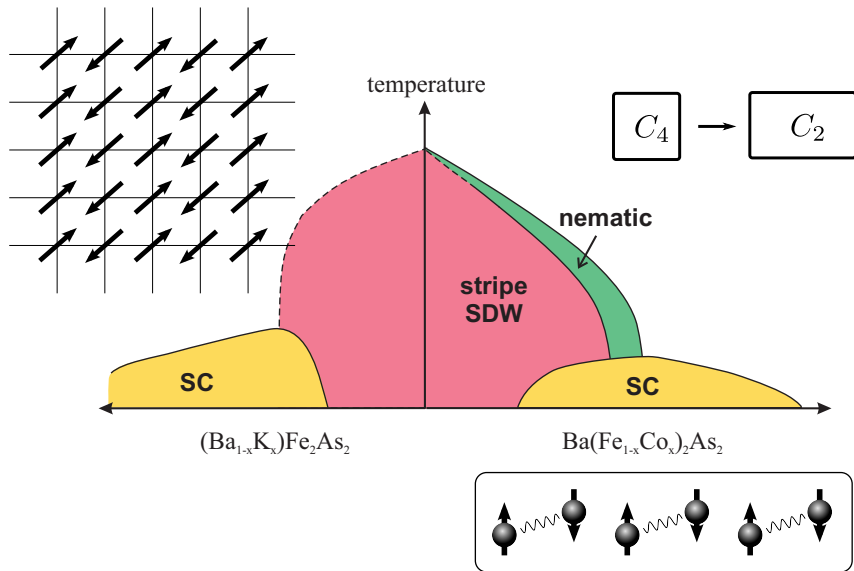 temperature
C₄
C₂
nematic
stripe
SDW
SC
SC
(Ba₁₋ₓKₓ)Fe₂As₂
Ba(Fe₁₋ₓCoₓ)₂As₂